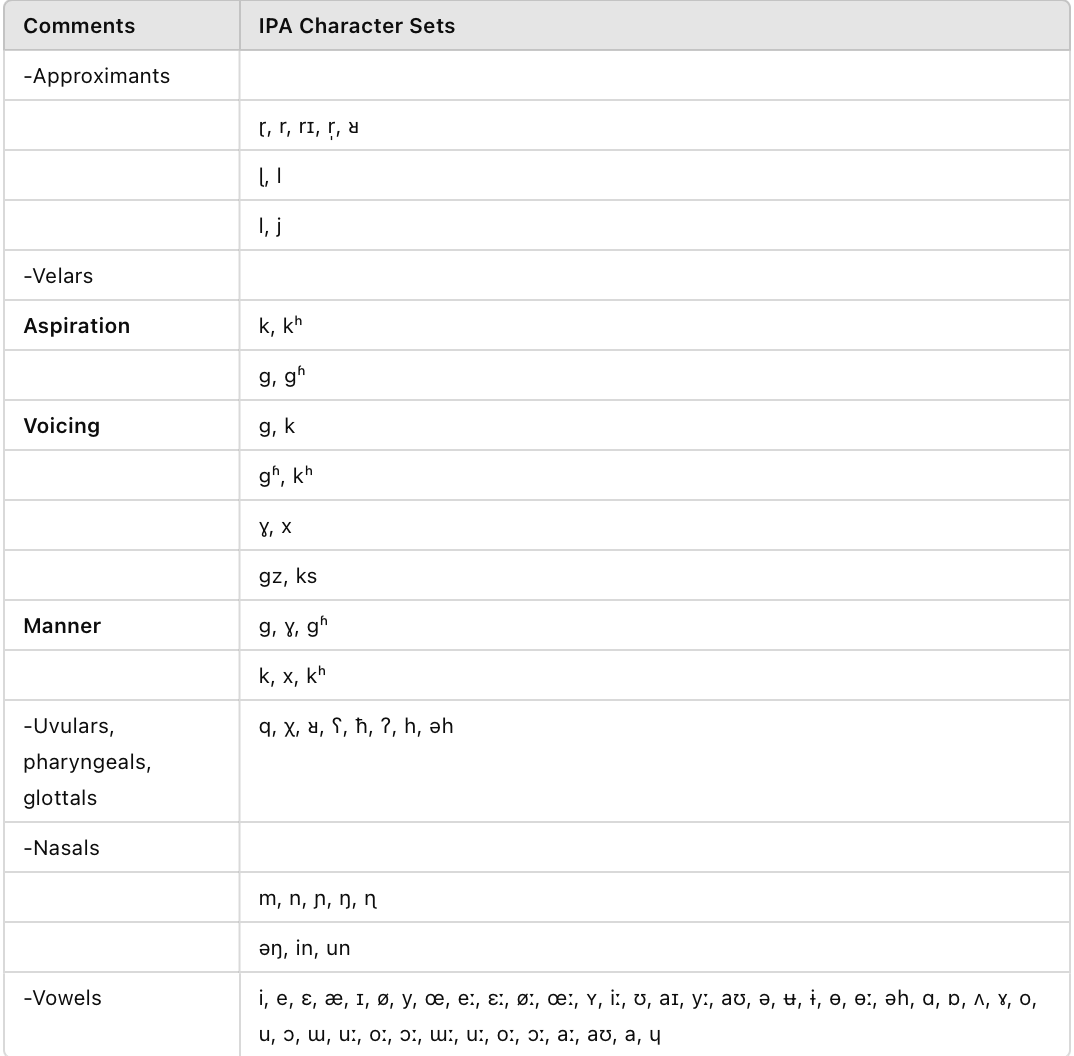 Comments IPA Character Sets
-Approximants
ɽ, r, rɪ, r̩, ʁ
ɭ, l
l, j
-Velars
Aspiration k, kʰ
g, gʱ
Voicing g, k
gʱ, kʰ
ɣ, x
gz, ks
Manner g, ɣ, gʱ
k, x, kʰ
-Uvulars, q, χ, ʁ, ʕ, ħ, ʔ, h, əh
pharyngeals,
glottals
-Nasals
m, n, ɲ, ŋ, ɳ
əŋ, in, un
-Vowels i, e, ɛ, æ, ɪ, ø, y, œ, eː, ɛː, øː, œː, ʏ, iː, ʊ, aɪ, yː, aʊ, ə, ʉ, ɨ, ɵ, ɵː, əh, ɑ, ɒ, ʌ, ɤ, o,
u, ɔ, ɯ, uː, oː, ɔː, ɯː, uː, oː, ɔː, aː, aʊ, a, ɥ